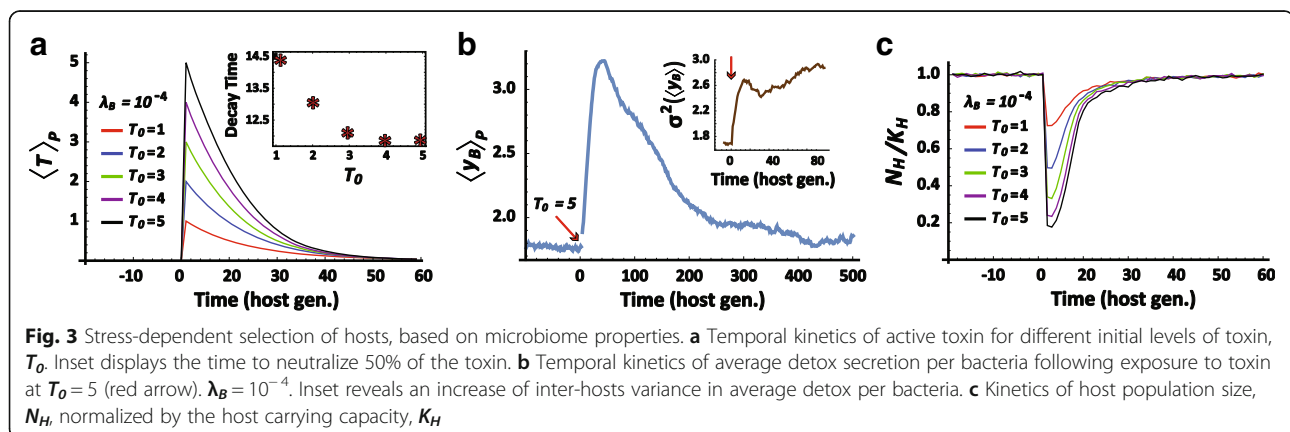 a
⟨T⟩P
5
4
3
2
1
λB = 10⁻⁴
T0=1
T0=2
T0=3
T0=4
T0=5
-10 0 10 20 30 40 50 60
Time (host gen.)
Decay Time
14.5
13.5
12.5
1 2 3 4 5
T0
b
⟨yB⟩P
3.0
2.5
2.0
T0 = 5
0 100 200 300 400 500
Time (host gen.)
σ²(⟨yB⟩)
3.0
2.6
2.2
1.8
0 40 80
Time (host gen.)
c
NH/KH
1.0
0.8
0.6
0.4
0.2
λB = 10⁻⁴
T0=1
T0=2
T0=3
T0=4
T0=5
-10 0 10 20 30 40 50 60
Time (host gen.)
Fig. 3 Stress-dependent selection of hosts, based on microbiome properties. a Temporal kinetics of active toxin for different initial levels of toxin,
T0. Inset displays the time to neutralize 50% of the toxin. b Temporal kinetics of average detox secretion per bacteria following exposure to toxin
at T0 = 5 (red arrow). λB = 10⁻⁴. Inset reveals an increase of inter-hosts variance in average detox per bacteria. c Kinetics of host population size,
NH, normalized by the host carrying capacity, KH